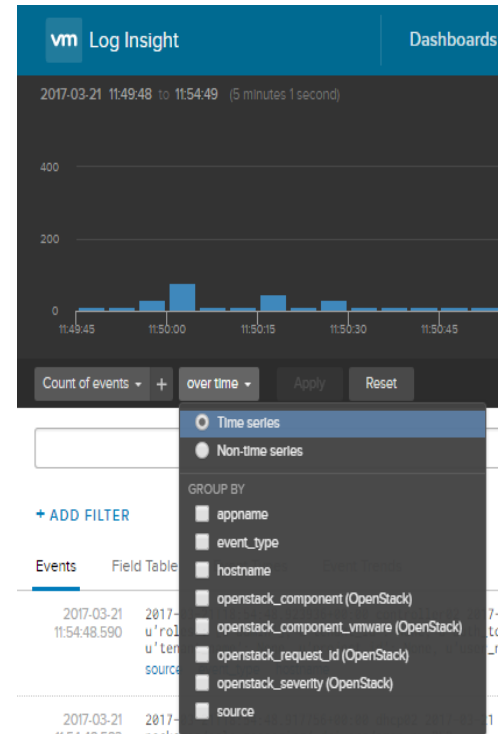 vm Log Insight Dashboards
2017-03-21 11:49:48 to 11:54:49 (5 minutes 1 second)
400
200
0
11:49:45 11:50:00 11:50:15 11:50:30 11:50:45
Count of events + over time Apply Reset
Time series
Non-time series
+ ADD FILTER
GROUP BY
appname
event_type
hostname
openstack_component (OpenStack)
openstack_component_vmware (OpenStack)
openstack_request_id (OpenStack)
openstack_severity (OpenStack)
source
Events Field Table
2017-03-21
11:54:48.590
source
2017-03-21